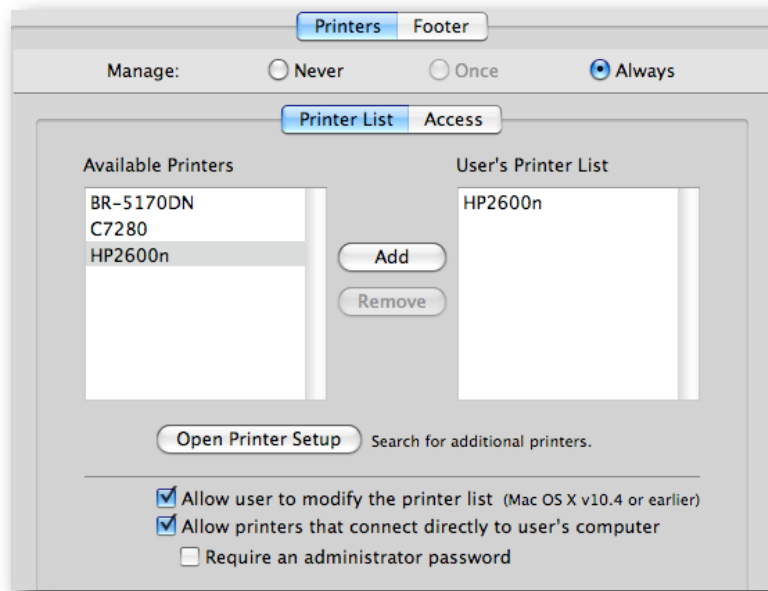 Printers Footer
Manage: Never Once Always
Printer List Access
Available Printers User's Printer List
BR-5170DN HP2600n
C7280
HP2600n
Add
Remove
Open Printer Setup Search for additional printers.
Allow user to modify the printer list (Mac OS X v10.4 or earlier)
Allow printers that connect directly to user's computer
Require an administrator password